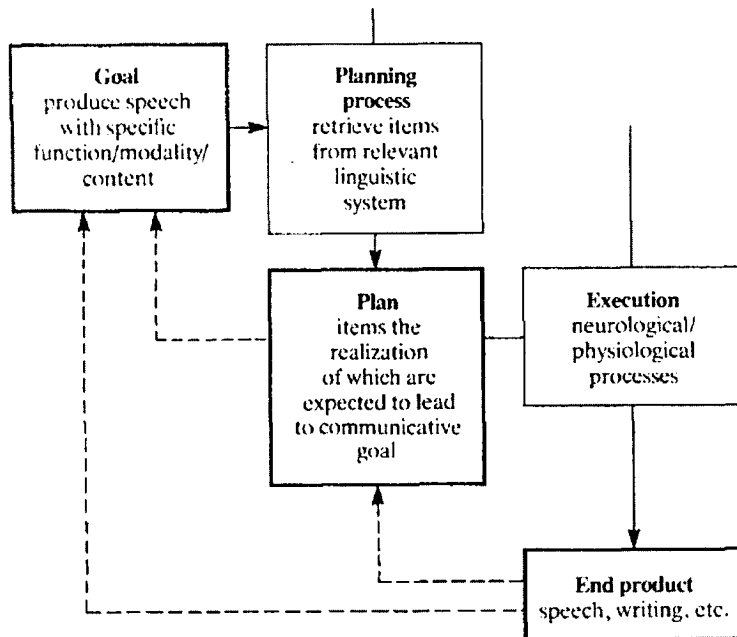 Goal
produce speech
with specific
function/modality/
content
Planning
process
retrieve items
from relevant
linguistic
system
Plan
items the
realization
of which are
expected to lead
to communicative
goal
Execution
neurological/
physiological
processes
End product
speech, writing, etc.